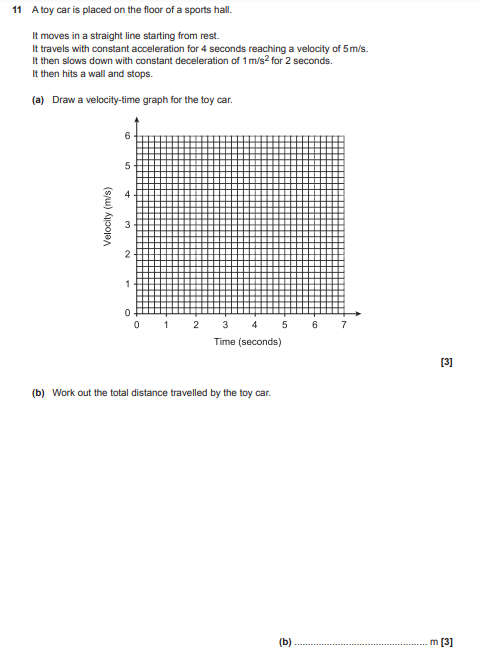 11 A toy car is placed on the floor of a sports hall.
It moves in a straight line starting from rest.
It travels with constant acceleration for 4 seconds reaching a velocity of 5 m/s.
It then slows down with constant deceleration of 1 m/s² for 2 seconds.
It then hits a wall and stops.
(a) Draw a velocity-time graph for the toy car.
6
5
4
3
2
1
0
Velocity (m/s)
0 1 2 3 4 5 6 7
Time (seconds)
[3]
(b) Work out the total distance travelled by the toy car.
(b) ................................................ m [3]